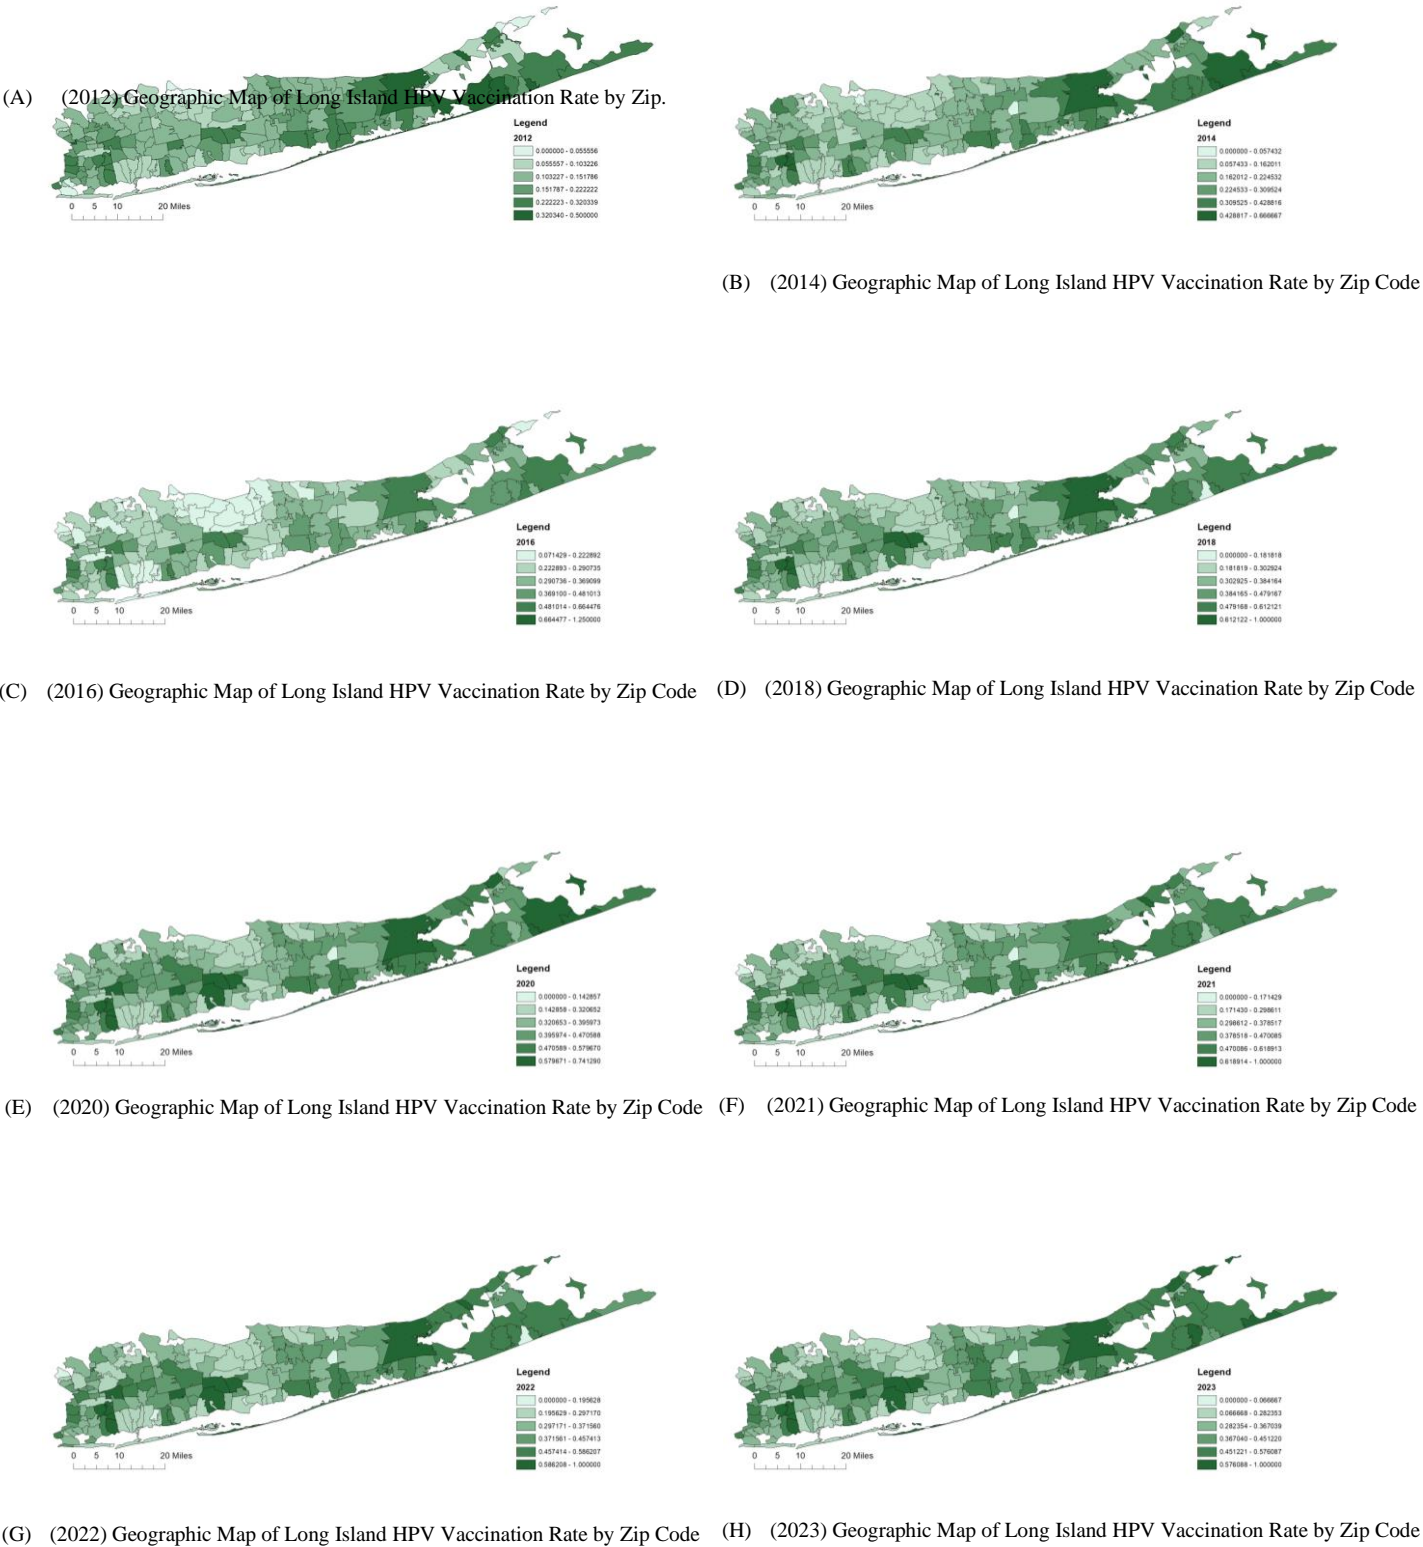 (A) (2012) Geographic Map of Long Island HPV Vaccination Rate by Zip.
Legend
2012
0.000000 - 0.055556
0.055557 - 0.103226
0.103227 - 0.151786
0.151787 - 0.222222
0.222223 - 0.320339
0.320340 - 0.500000
0 5 10 20 Miles
Legend
2014
0.000000 - 0.057432
0.057433 - 0.162011
0.162012 - 0.224532
0.224533 - 0.309524
0.309525 - 0.428816
0.428817 - 0.666667
0 5 10 20 Miles
(B) (2014) Geographic Map of Long Island HPV Vaccination Rate by Zip Code
Legend
2016
0.071429 - 0.222892
0.222893 - 0.290735
0.290736 - 0.369099
0.369100 - 0.481013
0.481014 - 0.664476
0.664477 - 1.250000
0 5 10 20 Miles
Legend
2018
0.000000 - 0.181818
0.181819 - 0.302924
0.302925 - 0.384164
0.384165 - 0.479167
0.479168 - 0.612121
0.612122 - 1.000000
0 5 10 20 Miles
(C) (2016) Geographic Map of Long Island HPV Vaccination Rate by Zip Code
(D) (2018) Geographic Map of Long Island HPV Vaccination Rate by Zip Code
Legend
2020
0.000000 - 0.142857
0.142858 - 0.320652
0.320653 - 0.395973
0.395974 - 0.470588
0.470589 - 0.579670
0.579671 - 0.741290
0 5 10 20 Miles
Legend
2021
0.000000 - 0.171429
0.171430 - 0.298611
0.298612 - 0.378517
0.378518 - 0.470085
0.470086 - 0.618913
0.618914 - 1.000000
0 5 10 20 Miles
(E) (2020) Geographic Map of Long Island HPV Vaccination Rate by Zip Code
(F) (2021) Geographic Map of Long Island HPV Vaccination Rate by Zip Code
Legend
2022
0.000000 - 0.195628
0.195629 - 0.297170
0.297171 - 0.371560
0.371561 - 0.457413
0.457414 - 0.586207
0.586208 - 1.000000
0 5 10 20 Miles
Legend
2023
0.000000 - 0.066667
0.066668 - 0.282353
0.282354 - 0.367039
0.367040 - 0.451220
0.451221 - 0.576087
0.576088 - 1.000000
0 5 10 20 Miles
(G) (2022) Geographic Map of Long Island HPV Vaccination Rate by Zip Code
(H) (2023) Geographic Map of Long Island HPV Vaccination Rate by Zip Code